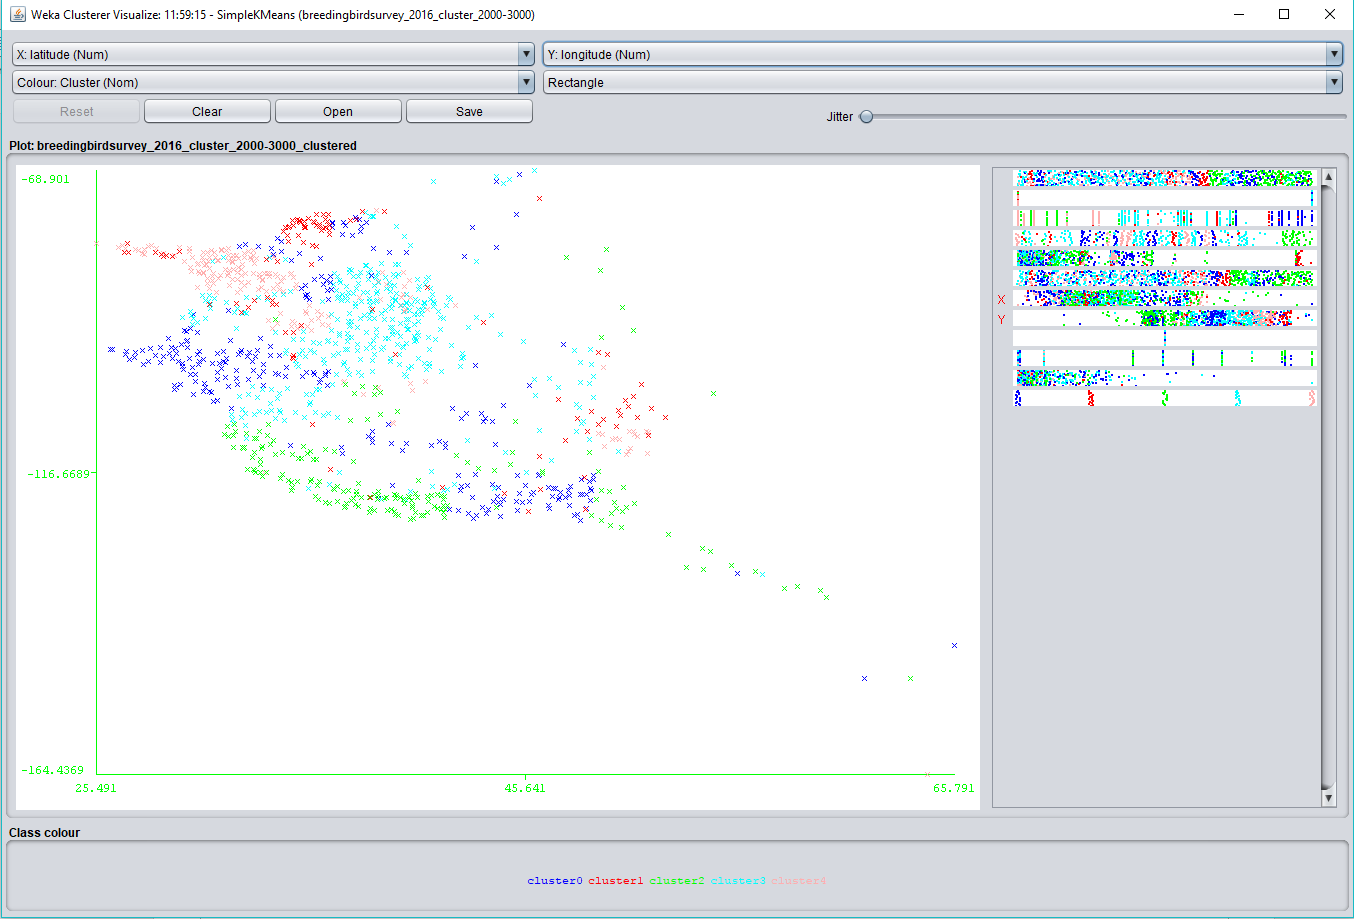 Weka Clusterer Visualize: 11:59:15 - SimpleKMeans (breedingbirdsurvey_2016_cluster_2000-3000)
X: latitude (Num)
Y: longitude (Num)
Colour: Cluster (Nom)
Rectangle
Reset
Clear
Open
Save
Jitter
Plot: breedingbirdsurvey_2016_cluster_2000-3000_clustered
-68.901
-116.6689
-164.4369
25.491
45.641
65.791
X
Y
Class colour
cluster0 cluster1 cluster2 cluster3 cluster4